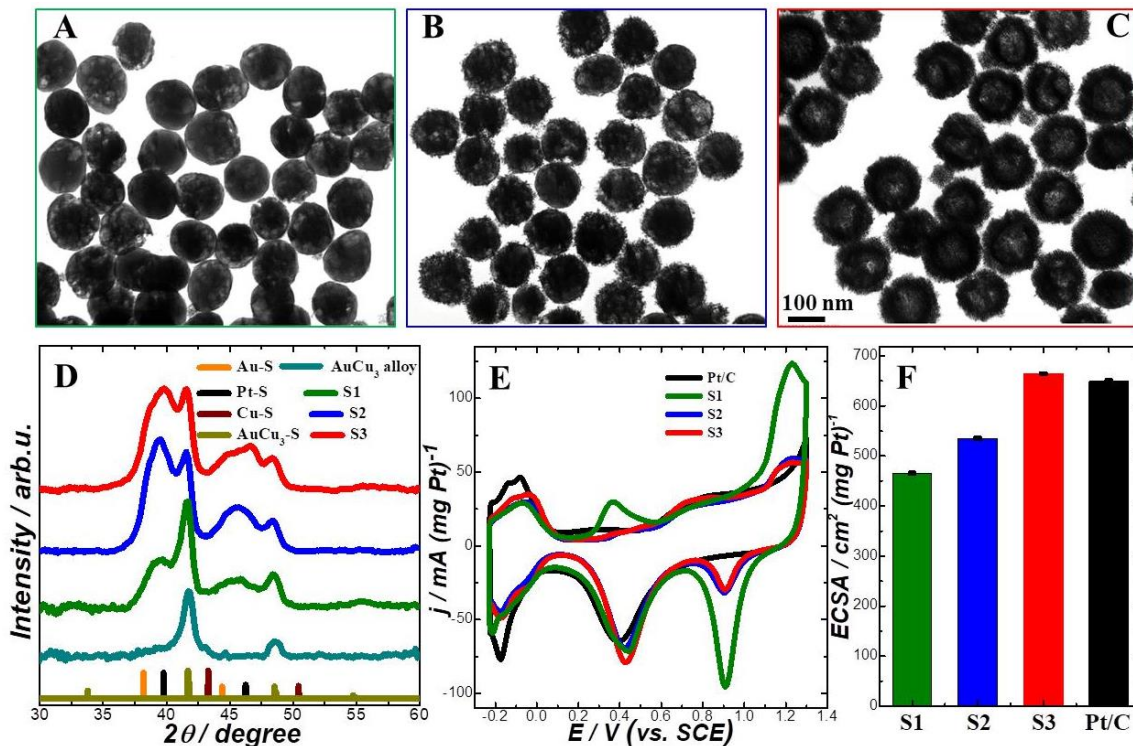 A
B
C
100 nm
D
Au-S
AuCu₃ alloy
Pt-S
S1
Cu-S
S2
AuCu₃-S
S3
Intensity / arb.u.
30 35 40 45 50 55 60
2θ / degree
E
Pt/C
S1
S2
S3
j / mA (mg Pt)⁻¹
100
50
0
-50
-100
-0.2 0.0 0.2 0.4 0.6 0.8 1.0 1.2 1.4
E / V (vs. SCE)
F
ECSA / cm² (mg Pt)⁻¹
700
600
500
400
300
200
100
0
S1 S2 S3 Pt/C